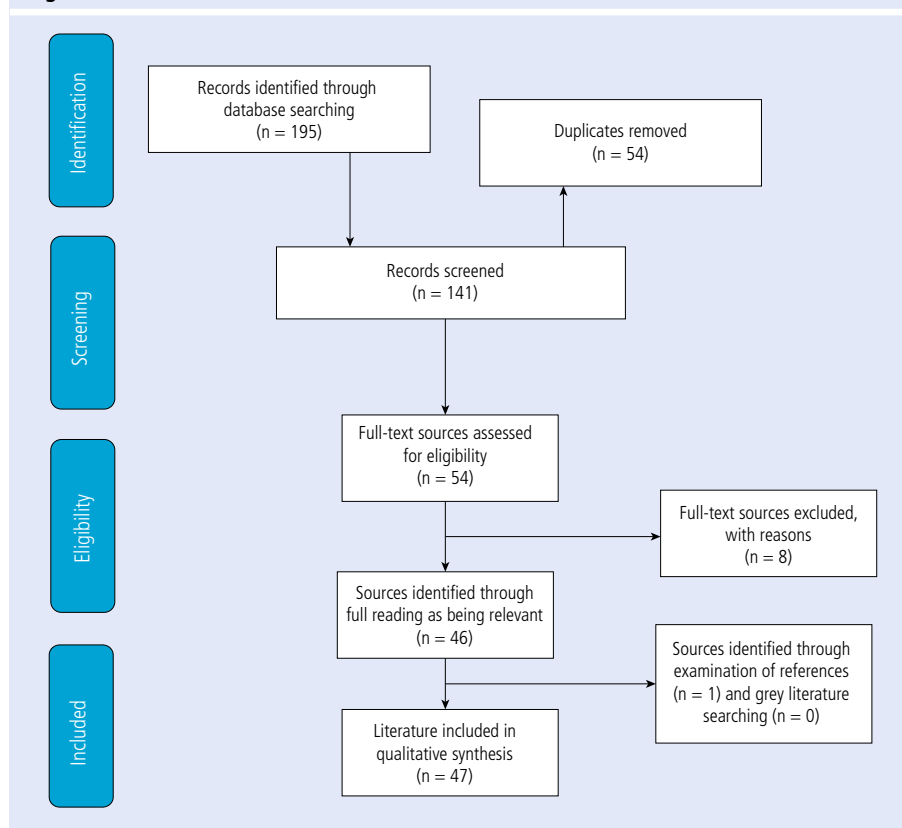 Identification
Records identified through
database searching
(n = 195)
Duplicates removed
(n = 54)
Screening
Records screened
(n = 141)
Eligibility
Full-text sources assessed
for eligibility
(n = 54)
Full-text sources excluded,
with reasons
(n = 8)
Sources identified through
full reading as being relevant
(n = 46)
Included
Sources identified through
examination of references
(n = 1) and grey literature
searching (n = 0)
Literature included in
qualitative synthesis
(n = 47)